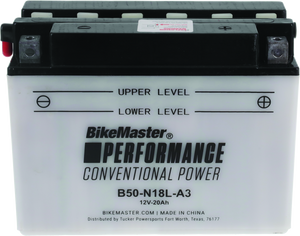 UPPER LEVEL
LOWER LEVEL
BikeMaster®
PERFORMANCE
CONVENTIONAL POWER
B50-N18L-A3
12V-20Ah
BIKEMASTER.COM • MADE IN CHINA
Distributed by Tucker Powersports Fort Worth, Texas 76177